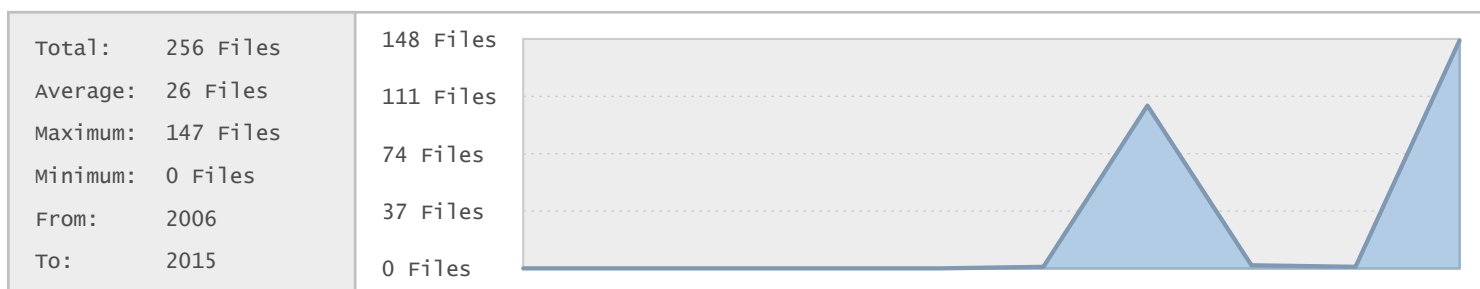 Total: 256 Files
Average: 26 Files
Maximum: 147 Files
Minimum: 0 Files
From: 2006
To: 2015
148 Files
111 Files
74 Files
37 Files
0 Files